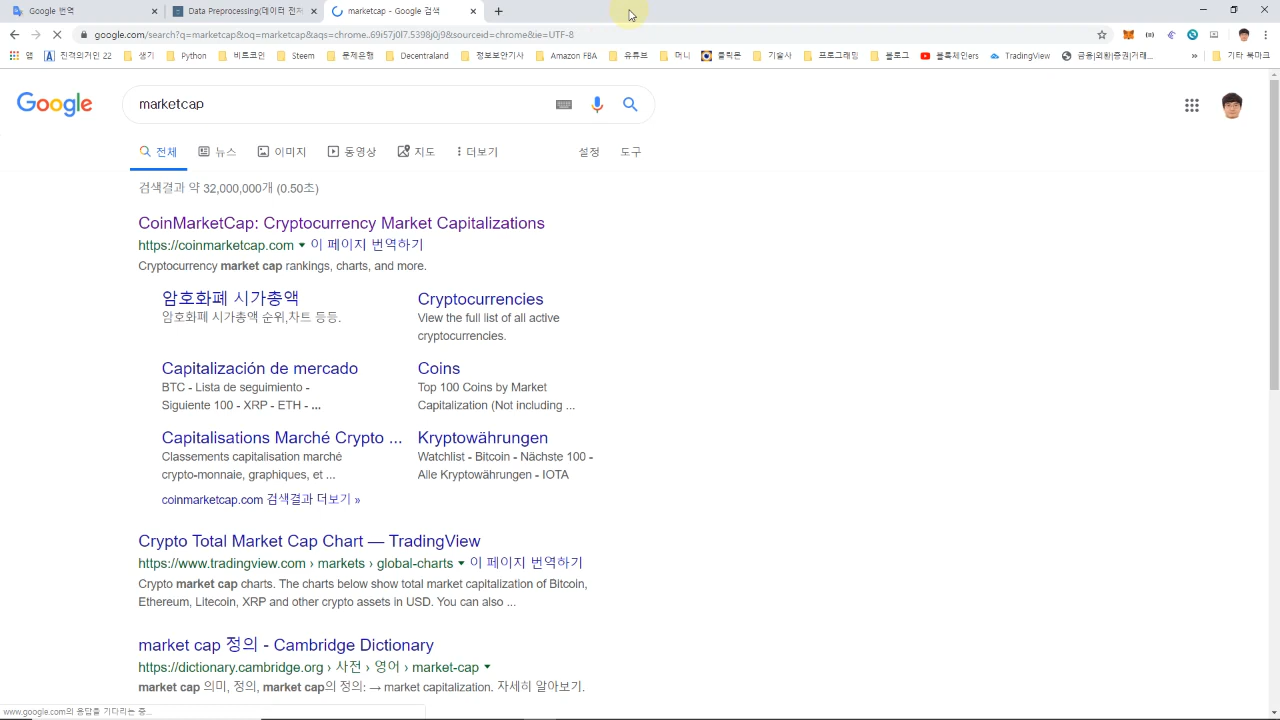 Google 번역
Data Preprocessing(데이터 전처
marketcap - Google 검색
google.com/search?q=marketcap&oq=marketcap&aqs=chrome..69i57j0l7.5398j0j9&sourceid=chrome&ie=UTF-8
앱
진격의거인 22
생기
Python
비트코인
Steem
문제은행
Decentraland
정보보안기사
Amazon FBA
유튜브
머니
볼릭몬
기술사
프로그래밍
블로그
블록체인스
TradingView
금융|외환|증권|거래...
»
기타 북마크
Google
marketcap
전체
뉴스
이미지
동영상
지도
더보기
설정
도구
검색결과 약 32,000,000개 (0.50초)
CoinMarketCap: Cryptocurrency Market Capitalizations
https://coinmarketcap.com ▾ 이 페이지 번역하기
Cryptocurrency market cap rankings, charts, and more.
암호화폐 시가총액
암호화폐 시가총액 순위,차트 등등.
Cryptocurrencies
View the full list of all active
cryptocurrencies.
Capitalización de mercado
BTC - Lista de seguimiento -
Siguiente 100 - XRP - ETH - ...
Coins
Top 100 Coins by Market
Capitalization (Not including ...
Capitalisations Marché Crypto ...
Classements capitalisation marché
crypto-monnaie, graphiques, et ...
Kryptowährungen
Watchlist - Bitcoin - Nächste 100 -
Alle Kryptowährungen - IOTA
coinmarketcap.com 검색결과 더보기 »
Crypto Total Market Cap Chart — TradingView
https://www.tradingview.com › markets › global-charts ▾ 이 페이지 번역하기
Crypto market cap charts. The charts below show total market capitalization of Bitcoin,
Ethereum, Litecoin, XRP and other crypto assets in USD. You can also ...
market cap 정의 - Cambridge Dictionary
https://dictionary.cambridge.org › 사전 › 영어 › market-cap ▾
market cap 의미, 정의, market cap의 정의: → market capitalization. 자세히 알아보기.
www.google.com의 응답을 기다리는 중...